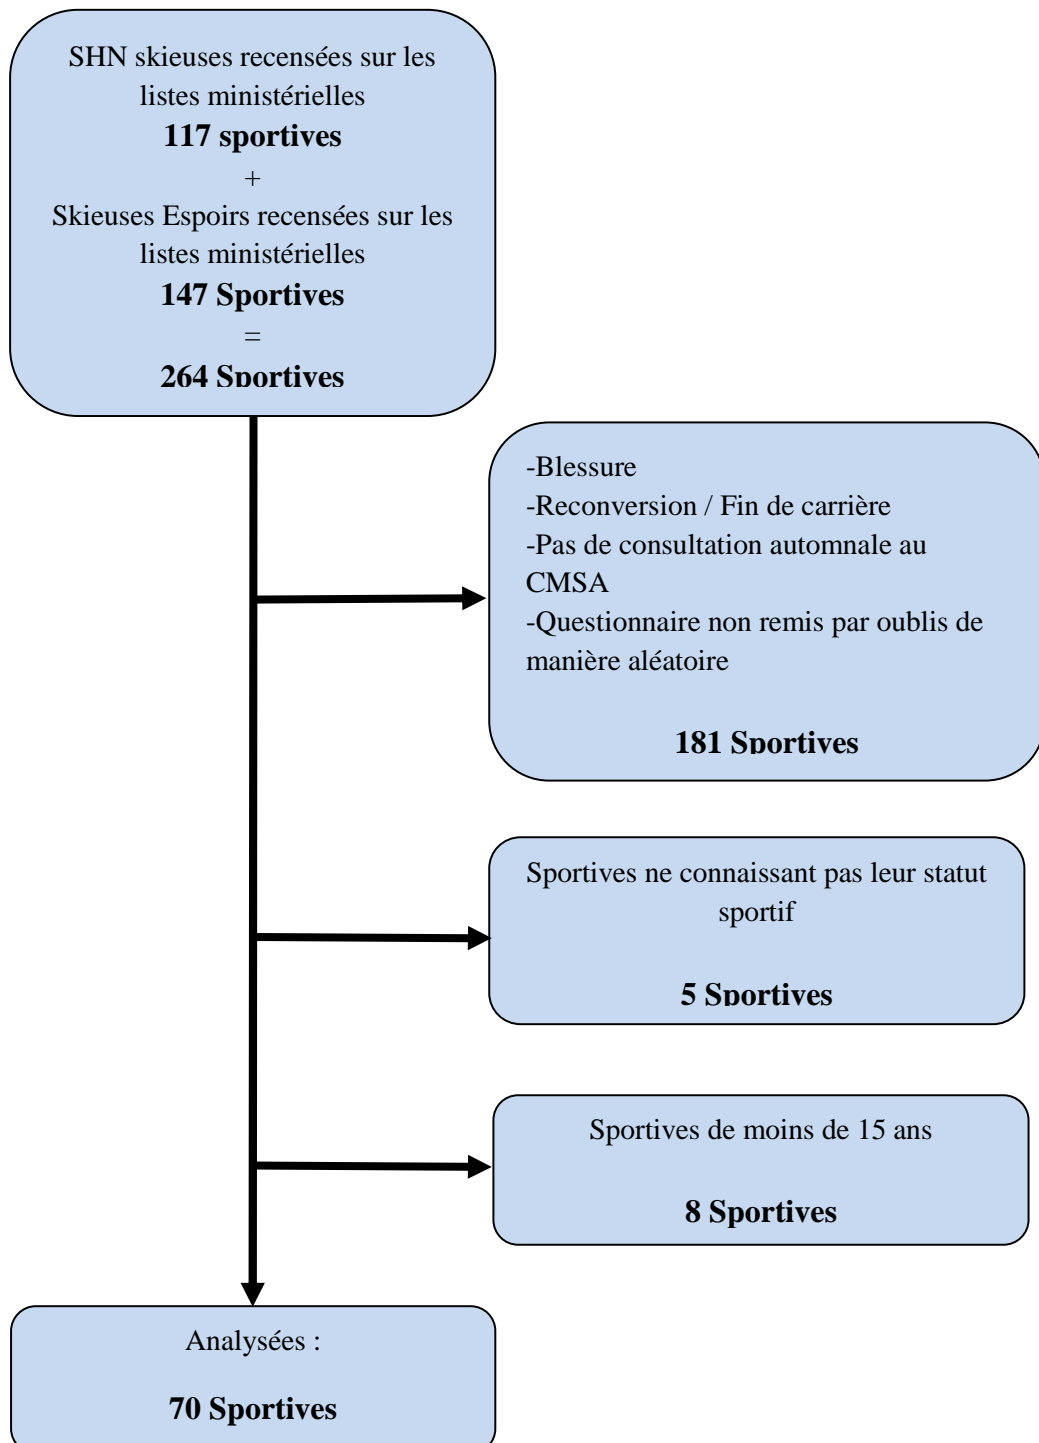 SHN skieuses recensées sur les
listes ministérielles
117 sportives
+
Skieuses Espoirs recensées sur les
listes ministérielles
147 Sportives
=
264 Sportives
-Blessure
-Reconversion / Fin de carrière
-Pas de consultation automnale au
CMSA
-Questionnaire non remis par oublis de
manière aléatoire
181 Sportives
Sportives ne connaissant pas leur statut
sportif
5 Sportives
Sportives de moins de 15 ans
8 Sportives
Analysées :
70 Sportives